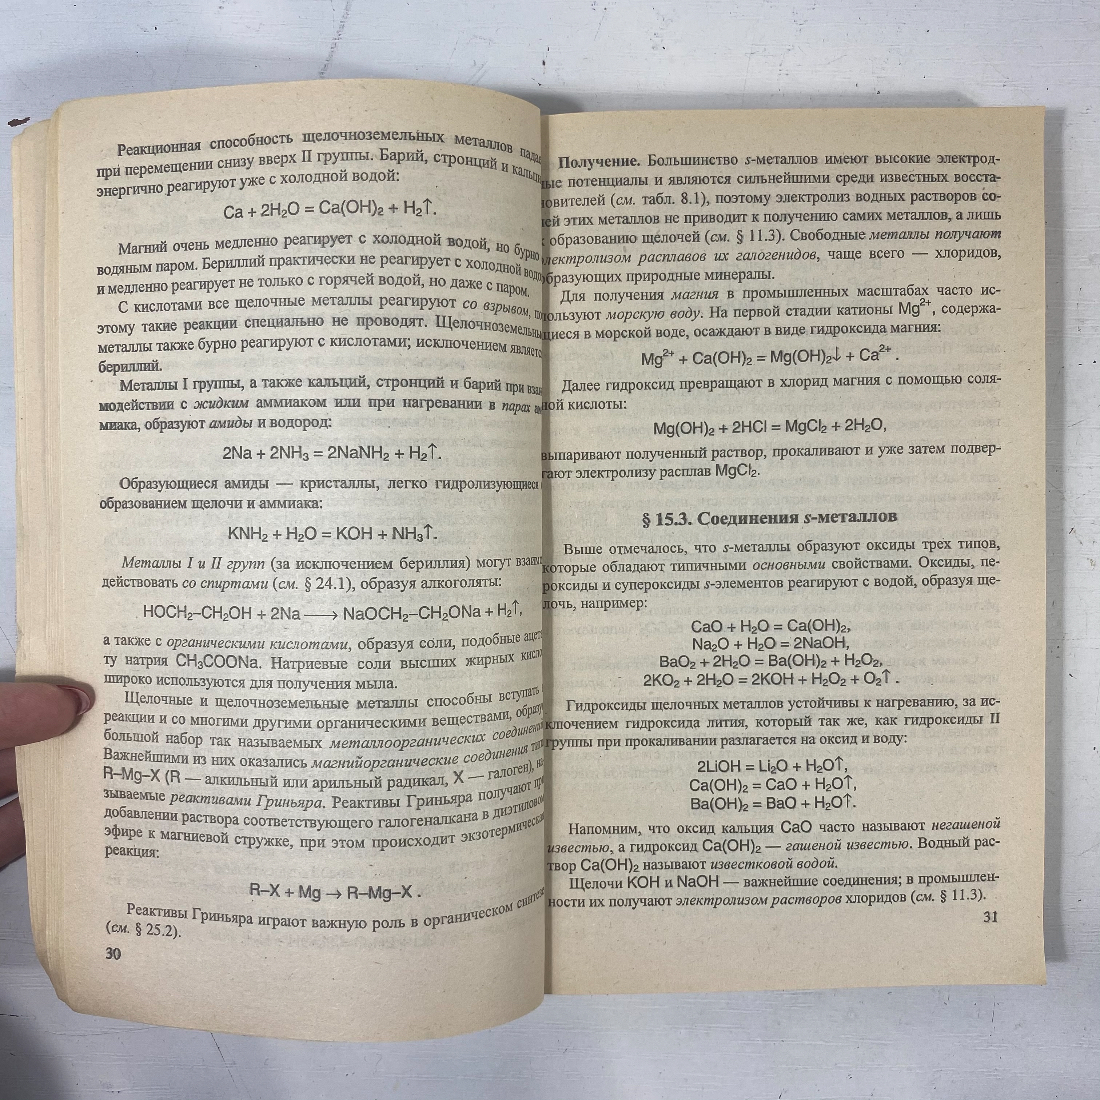 Реакционная способность щелочноземельных металлов
при перемещении снизу вверх II группы. Барий, стронций и
энергично реагируют уже с холодной водой:
Ca + 2H₂O = Ca(OH)₂ + H₂↑.
Магний очень медленно реагирует с холодной водой, но бурно
водяным паром. Бериллий практически не реагирует с холодной
и медленно реагирует не только с горячей водой, но даже с паром.
С кислотами все щелочные металлы реагируют со взрывом,
этому такие реакции специально не проводят.
металлы также бурно реагируют с кислотами; исключением
бериллий.
Металлы I группы, а также кальций, стронций и барий при
модействии с жидким аммиаком или при нагревании в парах
миака, образуют амиды и водород:
2Na + 2NH₃ = 2NaNH₂ + H₂↑.
Образующиеся амиды — кристаллы, легко гидролизующиеся
образованием щелочи и аммиака:
KNH₂ + H₂O = KOH + NH₃↑.
Металлы I и II групп (за исключением бериллия) могут
действовать со спиртами (см. § 24.1), образуя алкоголяты:
HOCH₂–CH₂OH + 2Na ⟶ NaOCH₂–CH₂ONa + H₂↑,
а также с органическими кислотами, образуя соли, подобные
ту натрия CH₃COONa. Натриевые соли высших жирных
широко используются для получения мыла.
Щелочные и щелочноземельные металлы способны вступать
реакции и со многими другими органическими веществами,
большой набор так называемых металлоорганических
Важнейшими из них оказались магнийорганические соединения
R–Mg–X (R — алкильный или арильный радикал, X — галоген),
зываемые реактивами Гриньяра. Реактивы Гриньяра получают
добавлении раствора соответствующего галогеналкана в
эфире к магниевой стружке, при этом происходит
реакция:
R–X + Mg → R–Mg–X .
Реактивы Гриньяра играют важную роль в органическом синтезе
(см. § 25.2).
30
Получение. Большинство s-металлов имеют высокие электрод-
потенциалы и являются сильнейшими среди известных восста-
новителей (см. табл. 8.1), поэтому электролиз водных растворов со-
этих металлов не приводит к получению самих металлов, а лишь
образованию щелочей (см. § 11.3). Свободные металлы получают
электролизом расплавов их галогенидов, чаще всего — хлоридов,
образующих природные минералы.
Для получения магния в промышленных масштабах часто ис-
пользуют морскую воду. На первой стадии катионы Mg²⁺, содержа-
щиеся в морской воде, осаждают в виде гидроксида магния:
Mg²⁺ + Ca(OH)₂ = Mg(OH)₂↓ + Ca²⁺ .
Далее гидроксид превращают в хлорид магния с помощью соля-
ной кислоты:
Mg(OH)₂ + 2HCl = MgCl₂ + 2H₂O,
выпаривают полученный раствор, прокаливают и уже затем подвер-
гают электролизу расплав MgCl₂.
§ 15.3. Соединения s-металлов
Выше отмечалось, что s-металлы образуют оксиды трех типов,
которые обладают типичными основными свойствами. Оксиды, пе-
роксиды и супероксиды s-элементов реагируют с водой, образуя ще-
лочь, например:
CaO + H₂O = Ca(OH)₂,
Na₂O + H₂O = 2NaOH,
BaO₂ + 2H₂O = Ba(OH)₂ + H₂O₂,
2KO₂ + 2H₂O = 2KOH + H₂O₂ + O₂↑ .
Гидроксиды щелочных металлов устойчивы к нагреванию, за ис-
ключением гидроксида лития, который так же, как гидроксиды II
группы при прокаливании разлагается на оксид и воду:
2LiOH = Li₂O + H₂O↑,
Ca(OH)₂ = CaO + H₂O↑,
Ba(OH)₂ = BaO + H₂O↑.
Напомним, что оксид кальция CaO часто называют негашеной
известью, а гидроксид Ca(OH)₂ — гашеной известью. Водный рас-
твор Ca(OH)₂ называют известковой водой.
Щелочи KOH и NaOH — важнейшие соединения; в промышлен-
ности их получают электролизом растворов хлоридов (см. § 11.3).
31